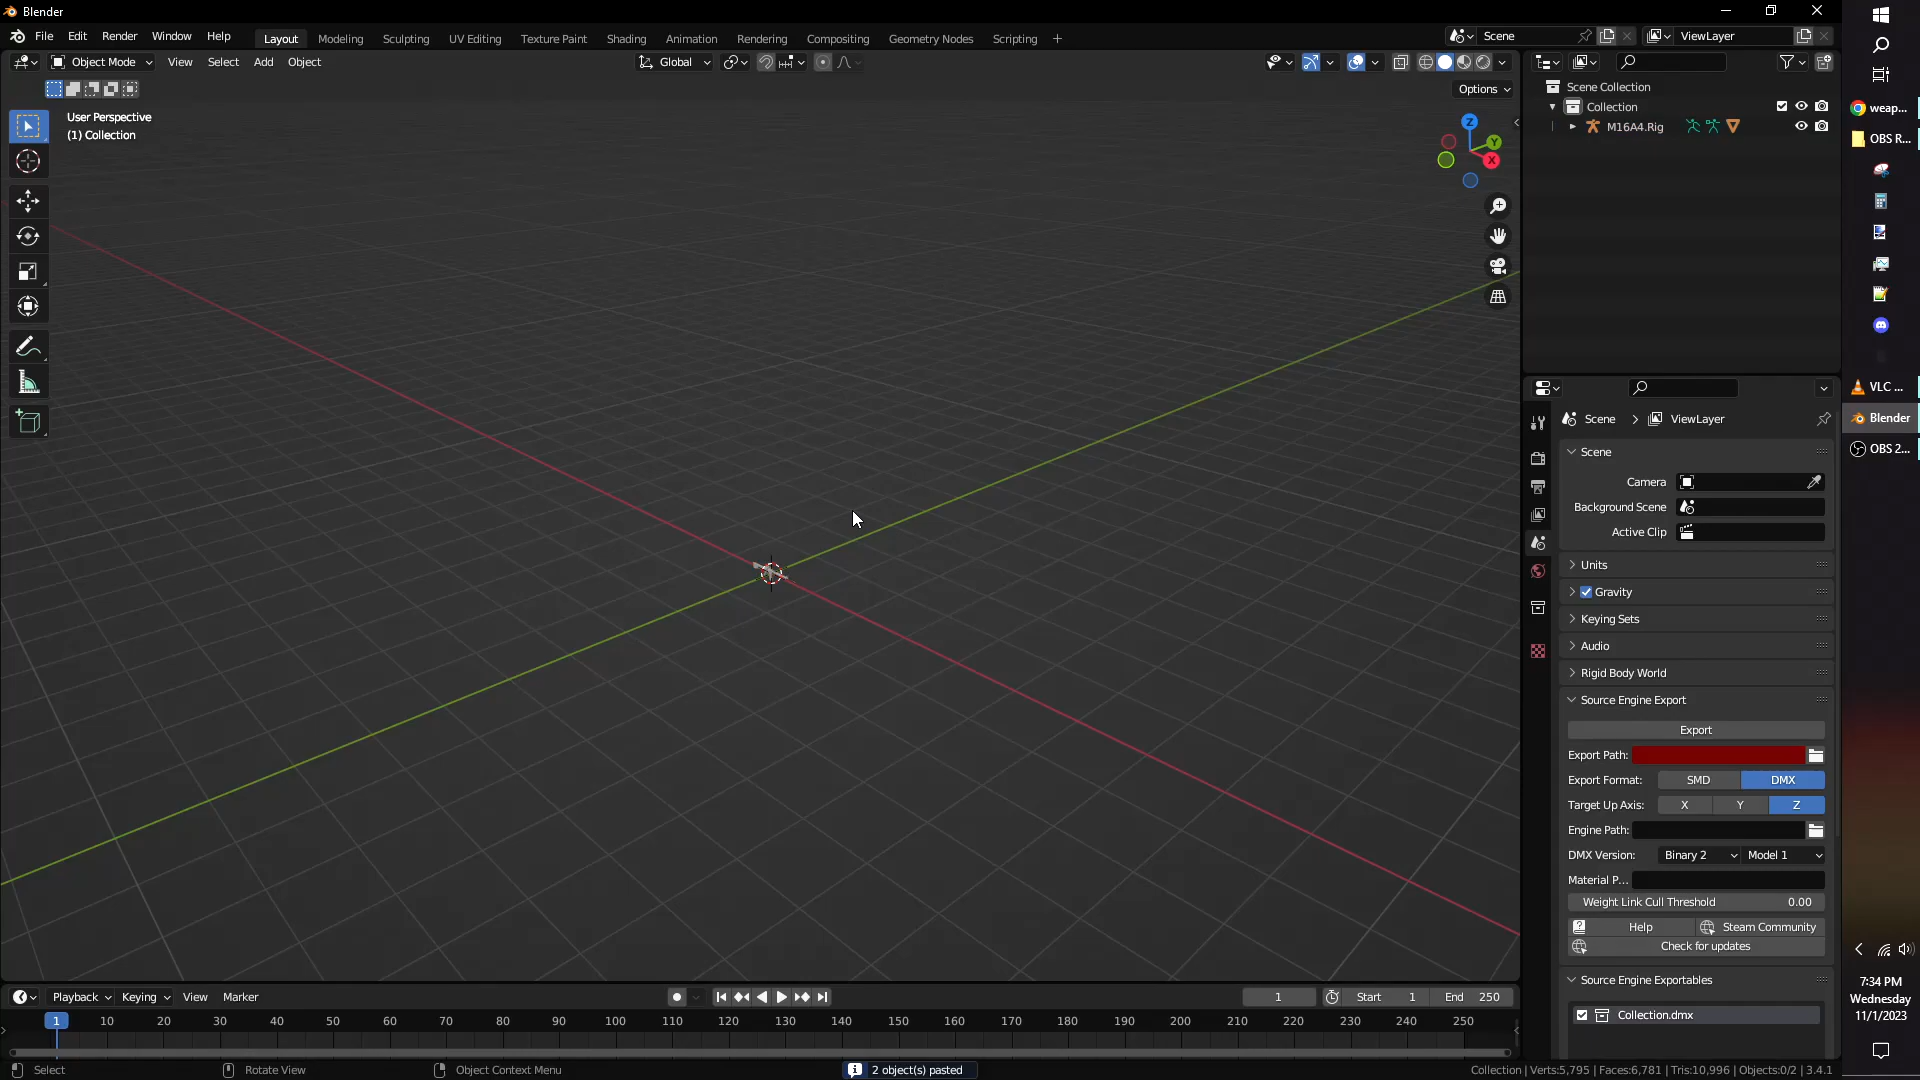 Blender
File Edit Render Window Help
Layout Modeling Sculpting UV Editing Texture Paint Shading Animation Rendering Compositing Geometry Nodes Scripting +
Scene
ViewLayer
Object Mode View Select Add Object
Global
Options
User Perspective
(1) Collection
Z
Y
X
Scene Collection
Collection
M16A4.Rig
Scene > ViewLayer
Scene
Camera
Background Scene
Active Clip
Units
Gravity
Keying Sets
Audio
Rigid Body World
Source Engine Export
Export
Export Path:
Export Format: SMD DMX
Target Up Axis: X Y Z
Engine Path:
DMX Version: Binary 2 Model 1
Material P...
Weight Link Cull Threshold 0.00
Help Steam Community
Check for updates
Source Engine Exportables
Collection.dmx
Playback Keying View Marker
1 Start 1 End 250
1 10 20 30 40 50 60 70 80 90 100 110 120 130 140 150 160 170 180 190 200 210 220 230 240 250
Select Rotate View Object Context Menu
2 object(s) pasted
Collection | Verts:5,795 | Faces:6,781 | Tris:10,996 | Objects:0/2 | 3.4.1
weap...
OBS R...
VLC ...
Blender
OBS 2...
7:34 PM
Wednesday
11/1/2023